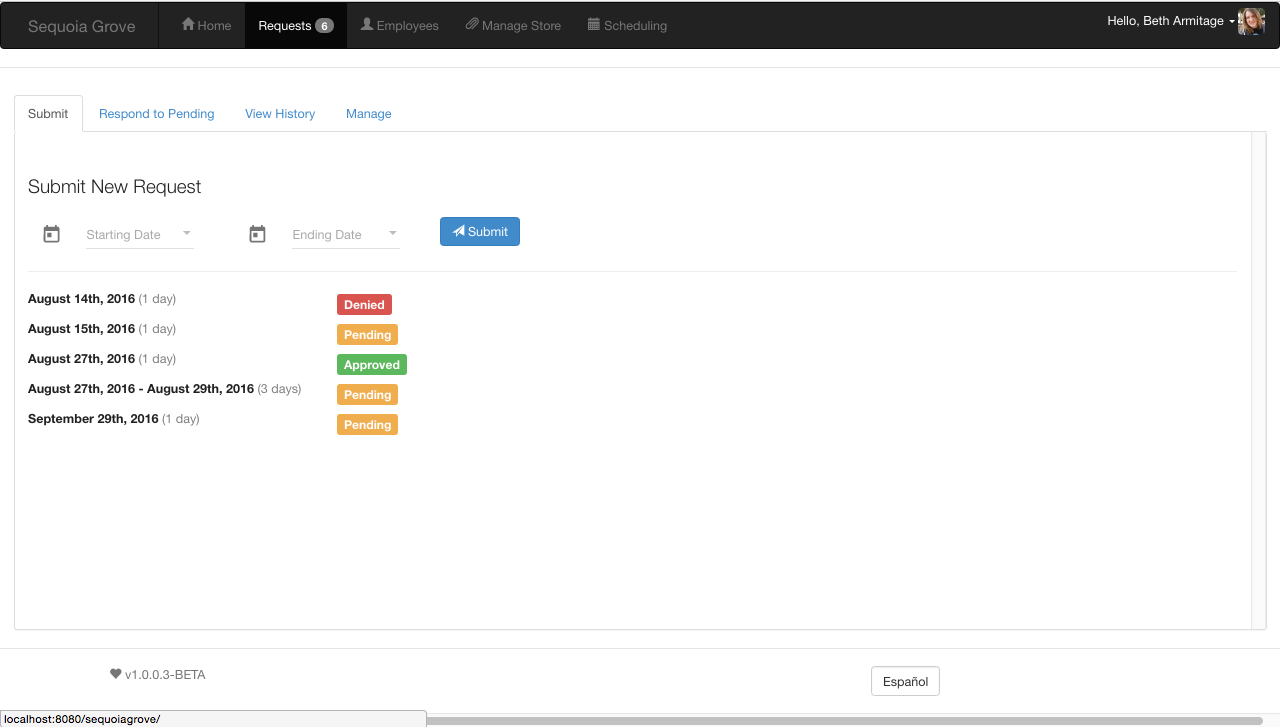 Sequoia Grove Home Requests 6 Employees Manage Store Scheduling Hello, Beth Armitage
Submit Respond to Pending View History Manage
Submit New Request
Starting Date Ending Date Submit
August 14th, 2016 (1 day) Denied
August 15th, 2016 (1 day) Pending
August 27th, 2016 (1 day) Approved
August 27th, 2016 - August 29th, 2016 (3 days) Pending
September 29th, 2016 (1 day) Pending
v1.0.0.3-BETA Español
localhost:8080/sequoiagrove/